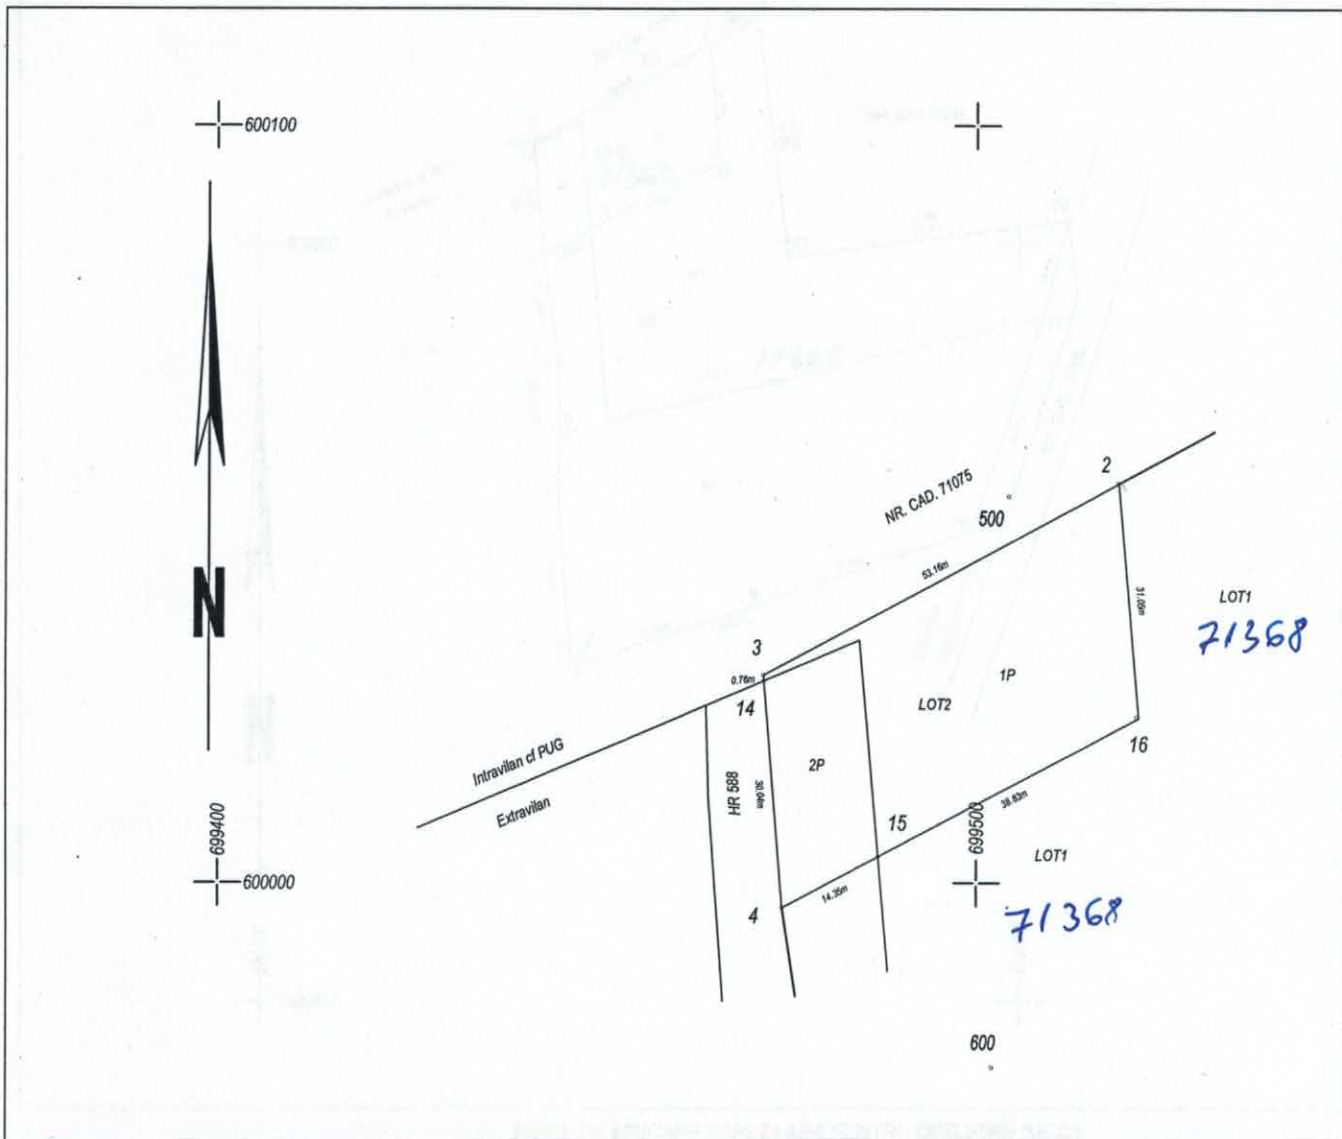 600100
2
NR. CAD. 71075
500
53.16m
N
31.05m
LOT1
71368
3
0.76m
14
1P
LOT2
16
Intravilan cf PUG
Extravilan
HR 588
30.04m
2P
15
38.83m
699400
600000
699500
LOT1
14.35m
4
71368
600